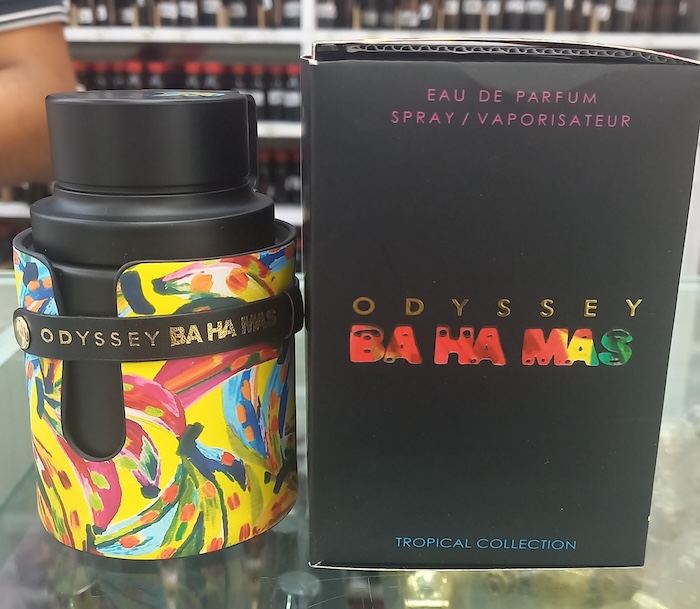 ODYSSEY BA HA MAS
EAU DE PARFUM
SPRAY / VAPORISATEUR
ODYSSEY
BA HA MAS
TROPICAL COLLECTION